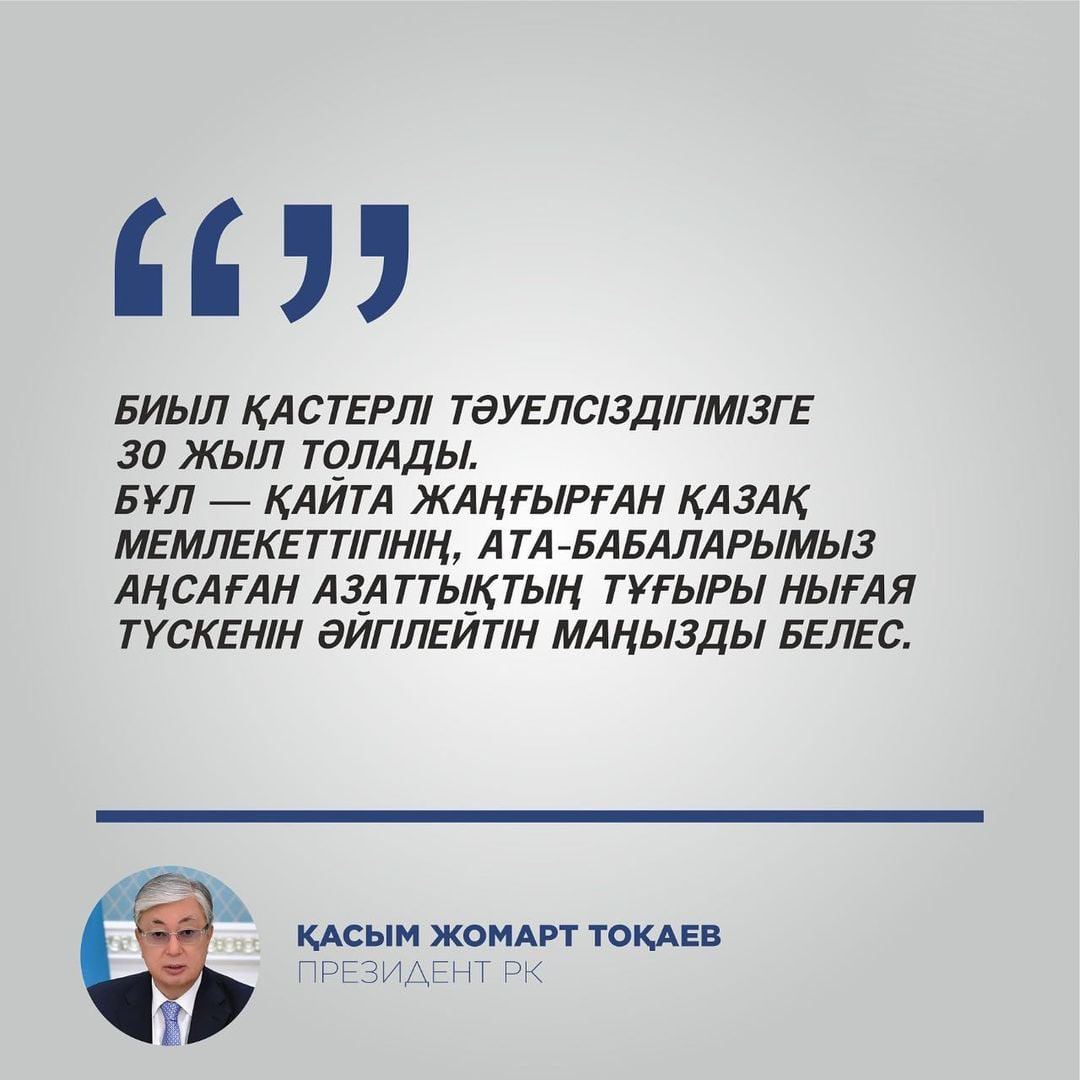 БИЫЛ ҚАСТЕРЛІ ТӘУЕЛСІЗДІГІМІЗГЕ
30 ЖЫЛ ТОЛАДЫ.
БҰЛ — ҚАЙТА ЖАҢҒЫРҒАН ҚАЗАҚ
МЕМЛЕКЕТТІГІНІҢ, АТА-БАБАЛАРЫМЫЗ
АҢСАҒАН АЗАТТЫҚТЫҢ ТҰҒЫРЫ НЫҒАЯ
ТҮСКЕНІН ӘЙГІЛЕЙТІН МАҢЫЗДЫ БЕЛЕС.
ҚАСЫМ ЖОМАРТ ТОҚАЕВ
ПРЕЗИДЕНТ РК